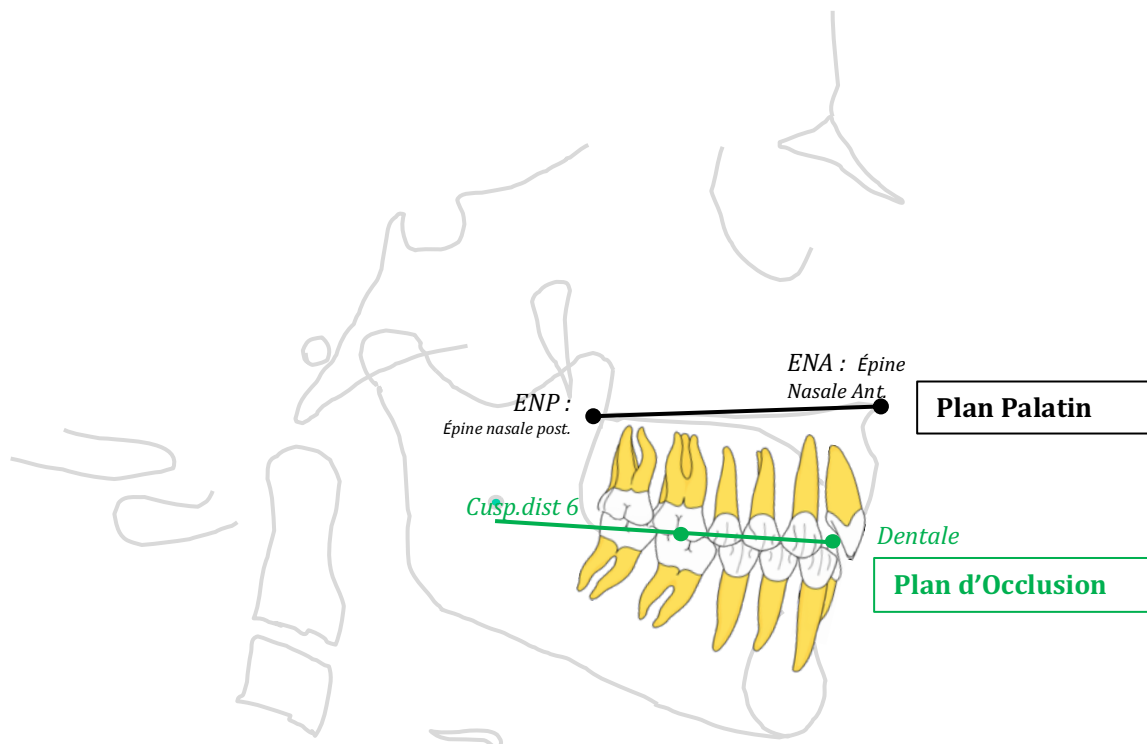 ENA : Épine
Nasale Ant.
ENP :
Épine nasale post.
Plan Palatin
Cusp.dist 6
Dentale
Plan d’Occlusion